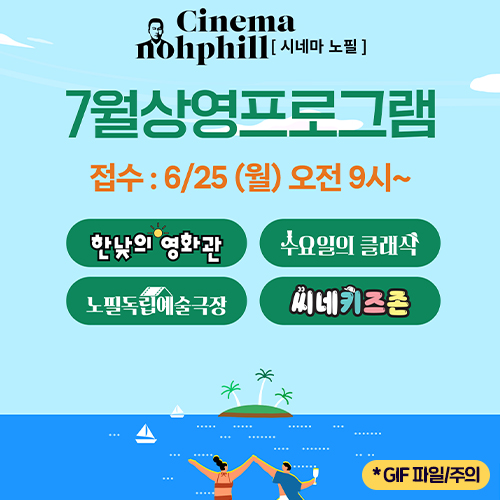 Cinema
nohphill [ 시네마 노필 ]
7월상영프로그램
접수 : 6/25 (월) 오전 9시~
한낮의 영화관
수요일의 클래식
노필독립예술극장
씨네키즈존
* GIF 파일/주의